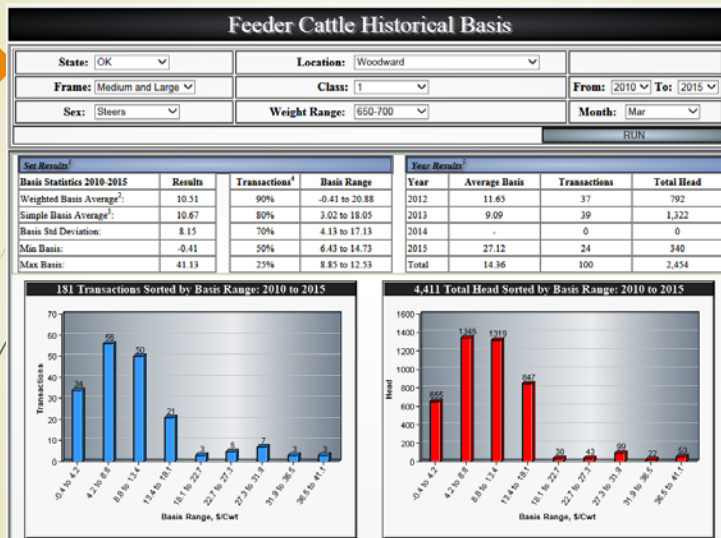 Feeder Cattle Historical Basis
State: OK Location: Woodward
Frame: Medium and Large Class: 1 From: 2010 To: 2015
Sex: Steers Weight Range: 650-700 Month: Mar
RUN
Set Results¹ Year Results⁵
Basis Statistics 2010-2015 Results Transactions⁴ Basis Range Year Average Basis Transactions Total Head
Weighted Basis Average²: 10.51 90% -0.41 to 20.88 2012 11.65 37 792
Simple Basis Average³: 10.67 80% 3.02 to 18.05 2013 9.09 39 1,322
Basis Std Deviation: 8.15 70% 4.13 to 17.13 2014 - 0 0
Min Basis: -0.41 50% 6.43 to 14.73 2015 27.12 24 340
Max Basis: 41.13 25% 8.85 to 12.53 Total 14.36 100 2,454
181 Transactions Sorted by Basis Range: 2010 to 2015
70
60
50
40
30
20
10
0
Transactions
34 56 50 21 3 5 7 3 3
-0.4 to 4.2 4.2 to 8.8 8.8 to 13.4 13.4 to 18.1 18.1 to 22.7 22.7 to 27.3 27.3 to 31.9 31.9 to 36.5 36.5 to 41.1
Basis Range, $/Cwt
4,411 Total Head Sorted by Basis Range: 2010 to 2015
1600
1400
1200
1000
800
600
400
200
0
Head
655 1345 1319 847 38 43 99 22 53
-0.4 to 4.2 4.2 to 8.8 8.8 to 13.4 13.4 to 18.1 18.1 to 22.7 22.7 to 27.3 27.3 to 31.9 31.9 to 36.5 36.5 to 41.1
Basis Range, $/Cwt